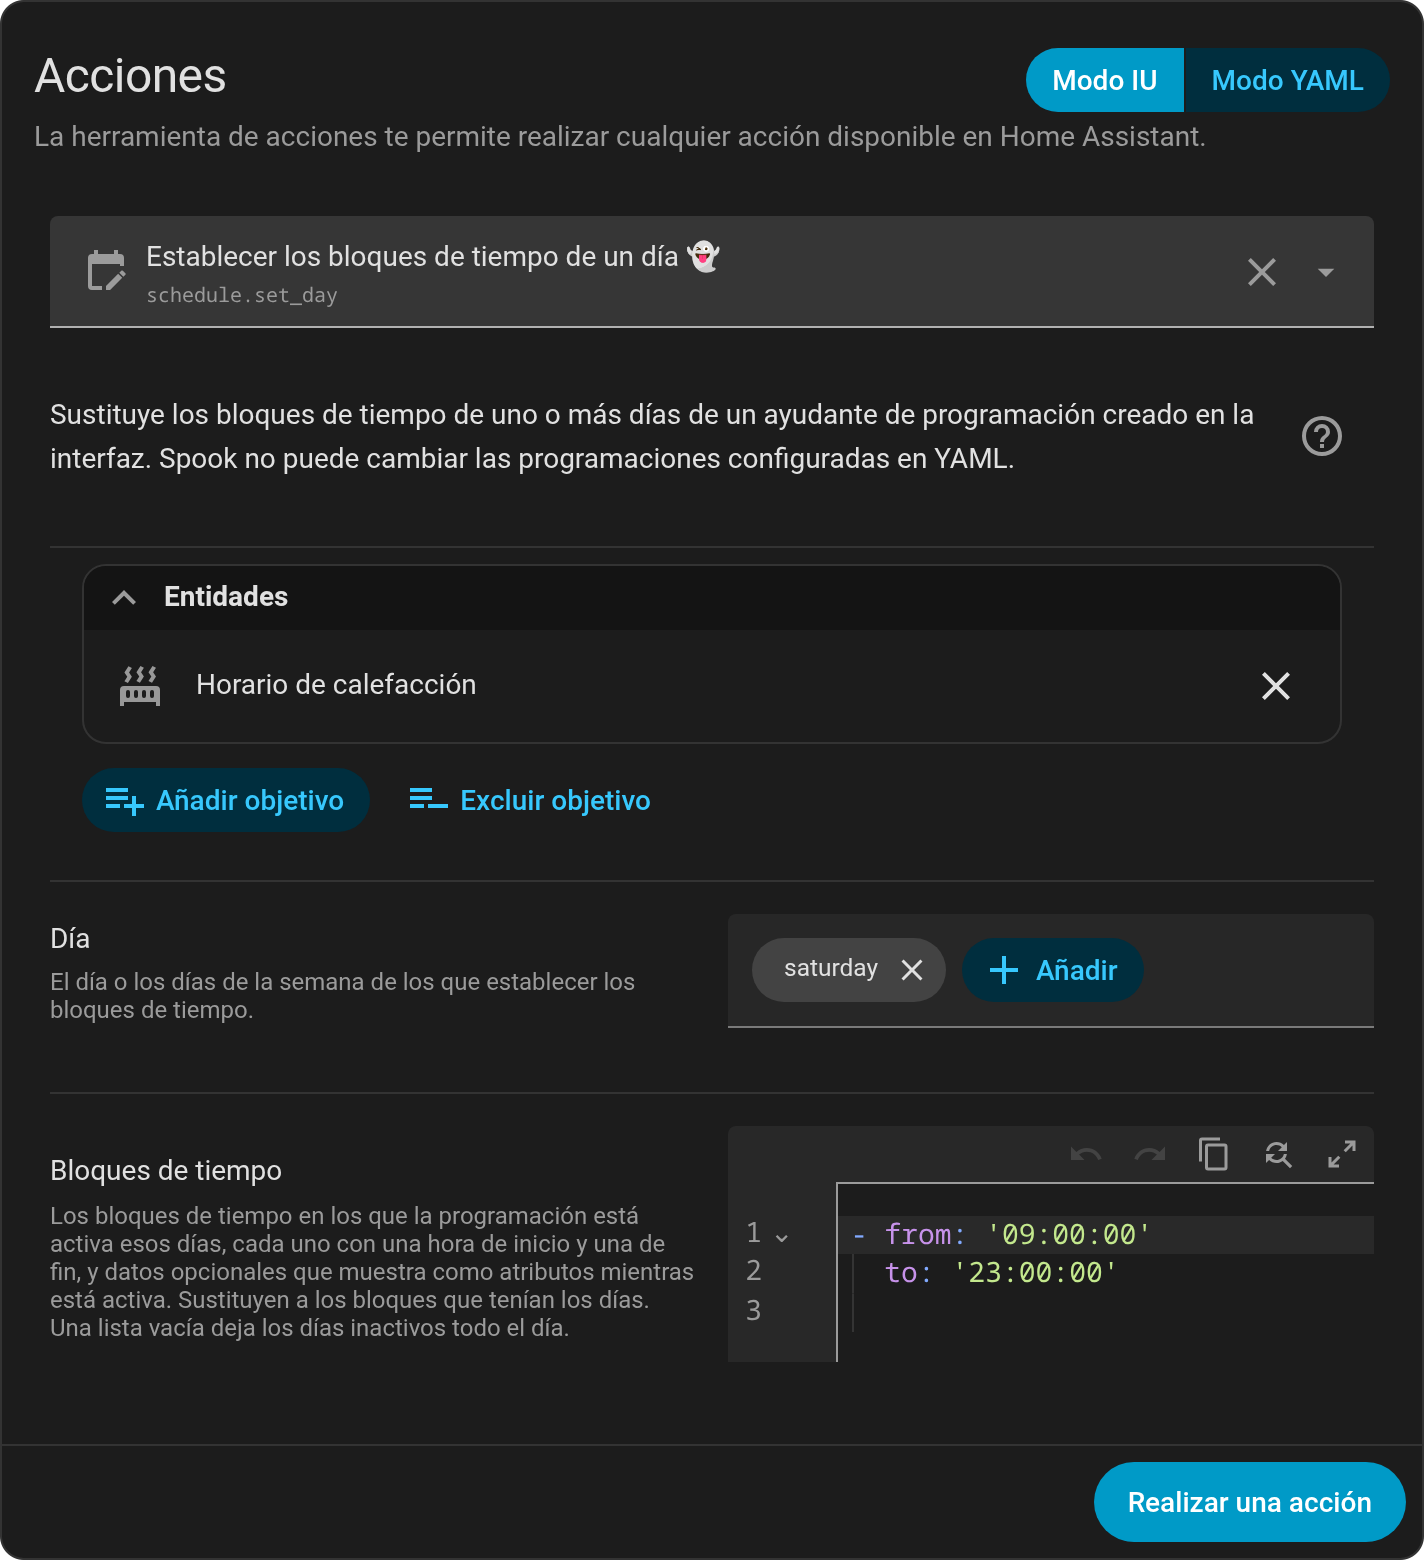 Acciones
Modo IU
Modo YAML
La herramienta de acciones te permite realizar cualquier acción disponible en Home Assistant.
Establecer los bloques de tiempo de un día 👻
schedule.set_day
Sustituye los bloques de tiempo de uno o más días de un ayudante de programación creado en la
interfaz. Spook no puede cambiar las programaciones configuradas en YAML.
Entidades
Horario de calefacción
Añadir objetivo
Excluir objetivo
Día
El día o los días de la semana de los que establecer los
bloques de tiempo.
saturday
Añadir
Bloques de tiempo
Los bloques de tiempo en los que la programación está
activa esos días, cada uno con una hora de inicio y una de
fin, y datos opcionales que muestra como atributos mientras
está activa. Sustituyen a los bloques que tenían los días.
Una lista vacía deja los días inactivos todo el día.
1 - from: '09:00:00'
2 to: '23:00:00'
3
Realizar una acción